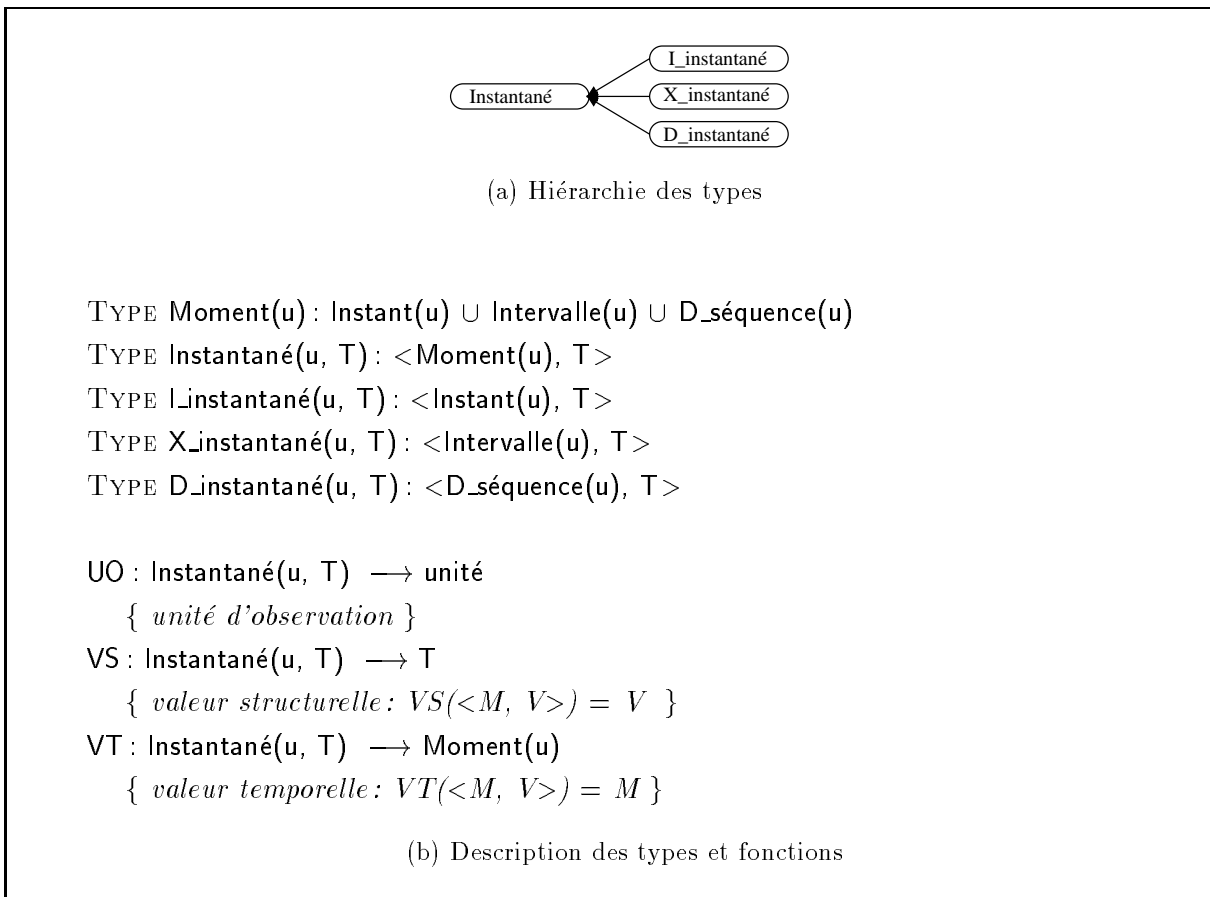 I_instantané
Instantané
X_instantané
D_instantané
(a) Hiérarchie des types
TYPE Moment(u) : Instant(u) ∪ Intervalle(u) ∪ D_séquence(u)
TYPE Instantané(u, T) : <Moment(u), T>
TYPE I_instantané(u, T) : <Instant(u), T>
TYPE X_instantané(u, T) : <Intervalle(u), T>
TYPE D_instantané(u, T) : <D_séquence(u), T>
UO : Instantané(u, T) ⟶ unité
{ unité d'observation }
VS : Instantané(u, T) ⟶ T
{ valeur structurelle : VS(<M, V>) = V }
VT : Instantané(u, T) ⟶ Moment(u)
{ valeur temporelle : VT(<M, V>) = M }
(b) Description des types et fonctions